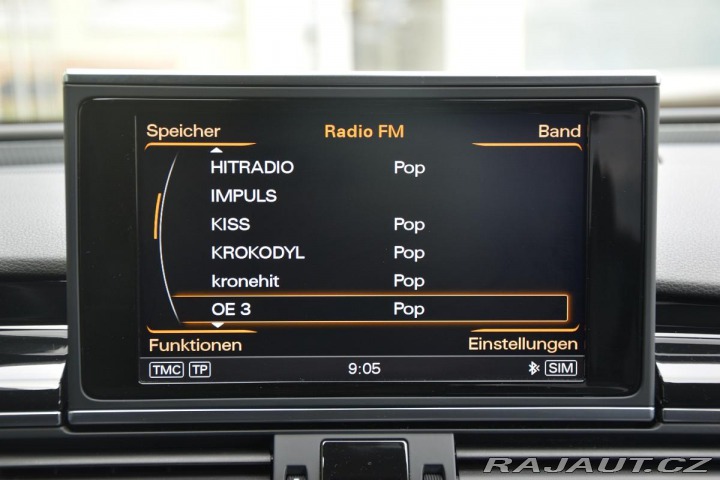 Speicher Radio FM Band
HITRADIO Pop
IMPULS
KISS Pop
KROKODYL Pop
kronehit Pop
OE 3 Pop
Funktionen Einstellungen
TMC TP 9:05 SIM
RAJAUT.CZ